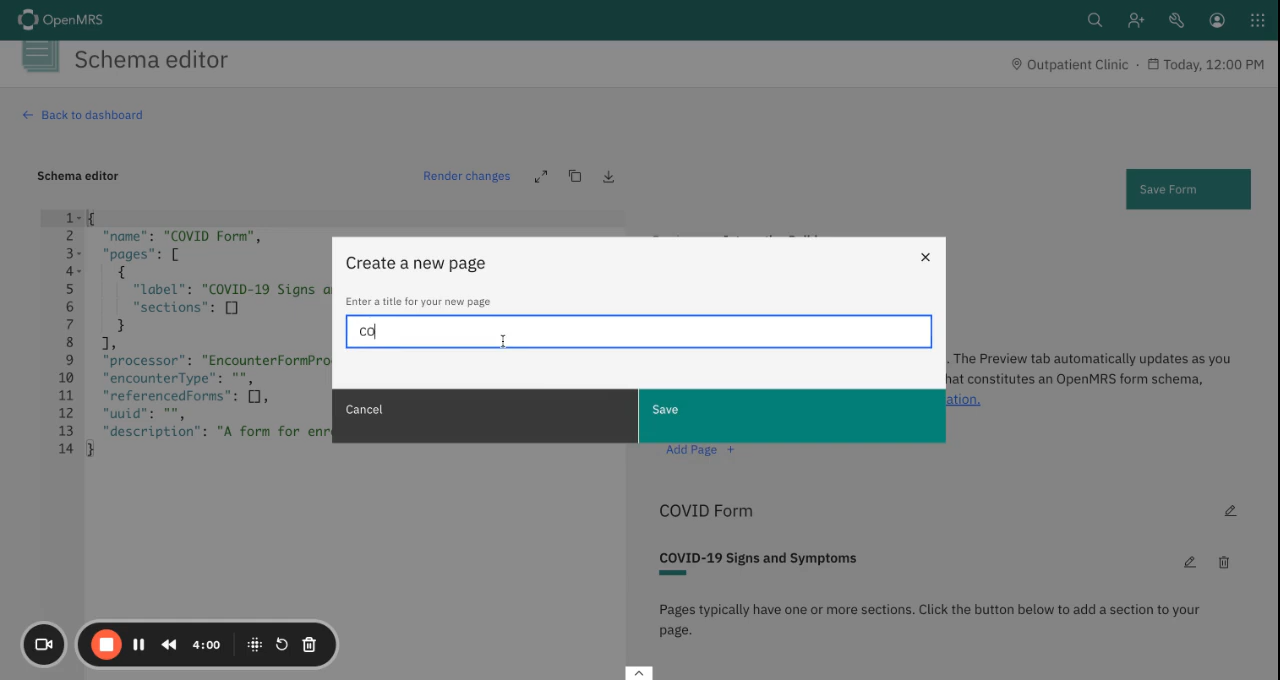 OpenMRS
Schema editor
Outpatient Clinic · Today, 12:00 PM
← Back to dashboard
Schema editor
Render changes
Save Form
1 {
2 "name": "COVID Form",
3 "pages": [
4 {
5 "label": "COVID-19 Signs
6 "sections": []
7 }
8 ],
9 "processor":
10 "encounterType": "",
11 "referencedForms": [],
12 "uuid": "",
13 "description": "A form for
14 }
Create a new page
Enter a title for your new page
co
Cancel
Save
. The Preview tab automatically updates as you
constitutes an OpenMRS form schema,
Add Page +
COVID Form
COVID-19 Signs and Symptoms
Pages typically have one or more sections. Click the button below to add a section to your
page.
4:00